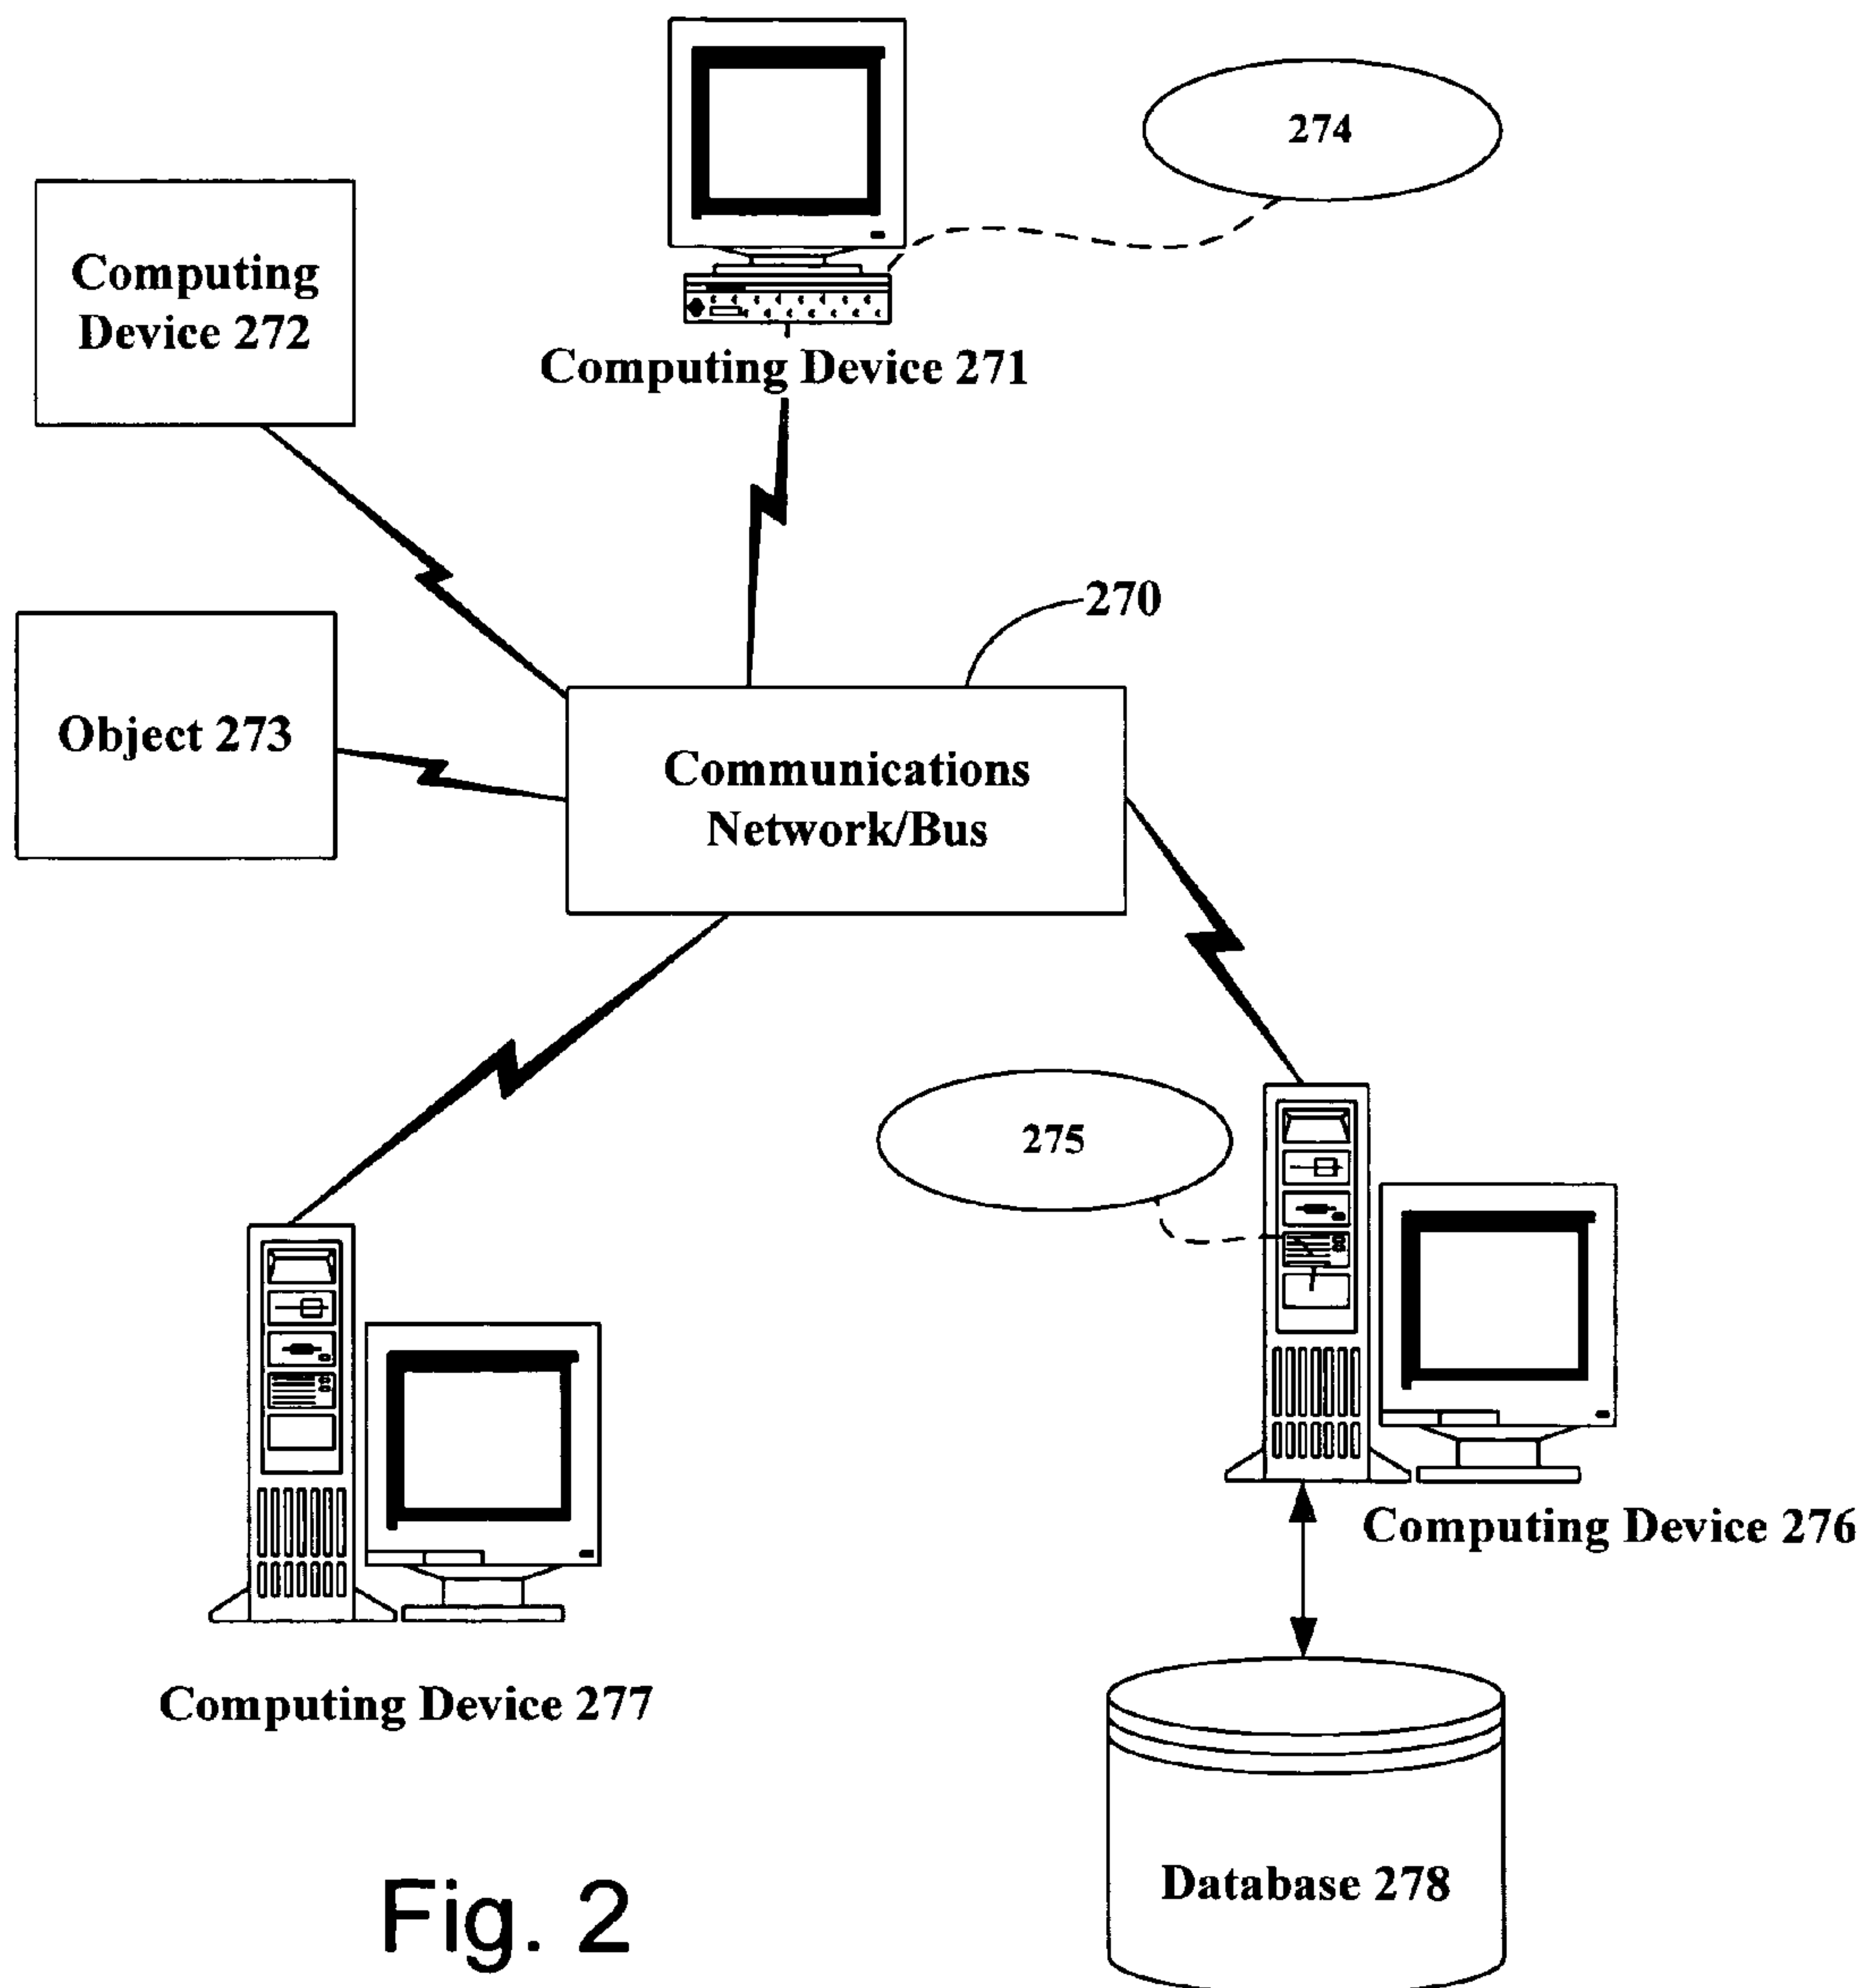 274
Computing
Device 272
Computing Device 271
270
Object 273
Communications
Network/Bus
275
Computing Device 276
Computing Device 277
Database 278
Fig. 2